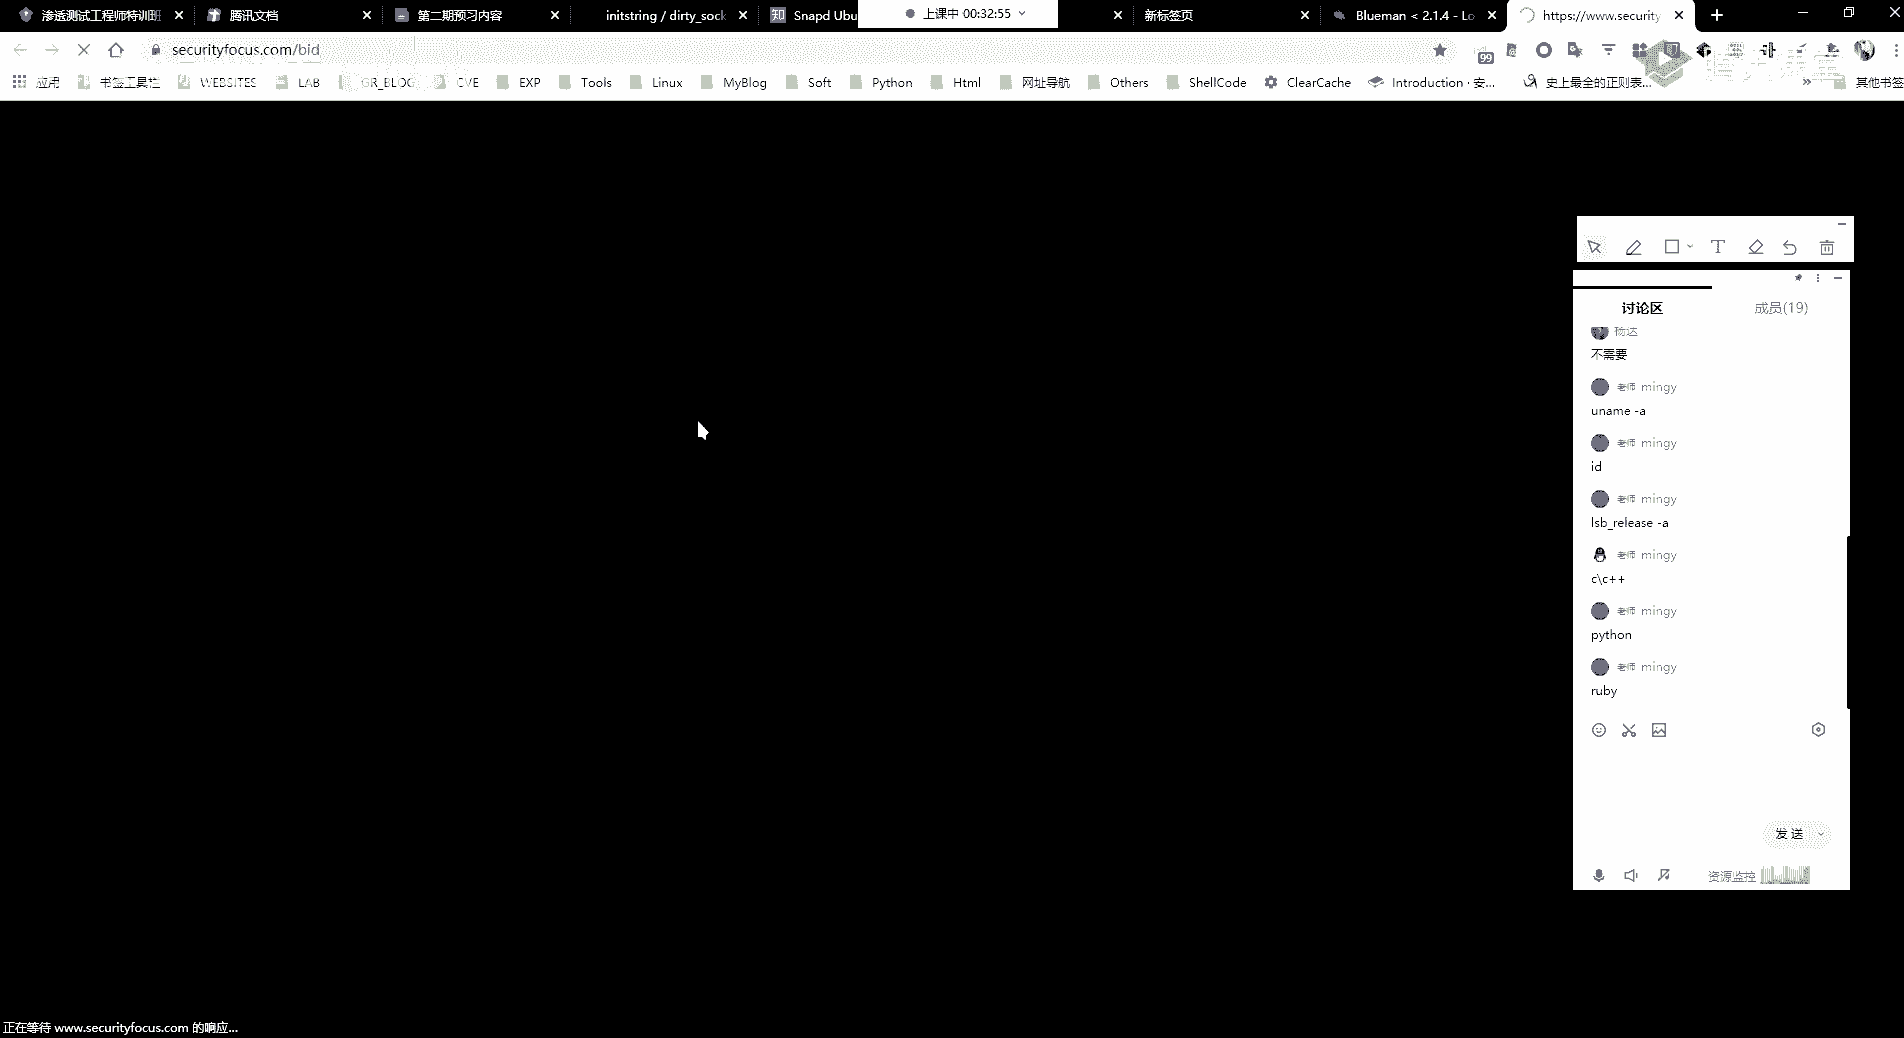 渗透测试工程师特训班
腾讯文档
第二期预习内容
initstring / dirty_sock
知 Snapd Ubu
上课中 00:32:55
新标签页
Blueman < 2.1.4 - Lo
https://www.security
securityfocus.com/bid
99
应用
书签工具栏
WEBSITES
LAB
GR_BLOG
CVE
EXP
Tools
Linux
MyBlog
Soft
Python
Html
网址导航
Others
ShellCode
ClearCache
Introduction · 安...
史上最全的正则表...
»
其他书签
讨论区
成员(19)
杨达
不需要
老师 mingy
uname -a
老师 mingy
id
老师 mingy
lsb_release -a
老师 mingy
c\c++
老师 mingy
python
老师 mingy
ruby
发送
资源监控
正在等待 www.securityfocus.com 的响应...